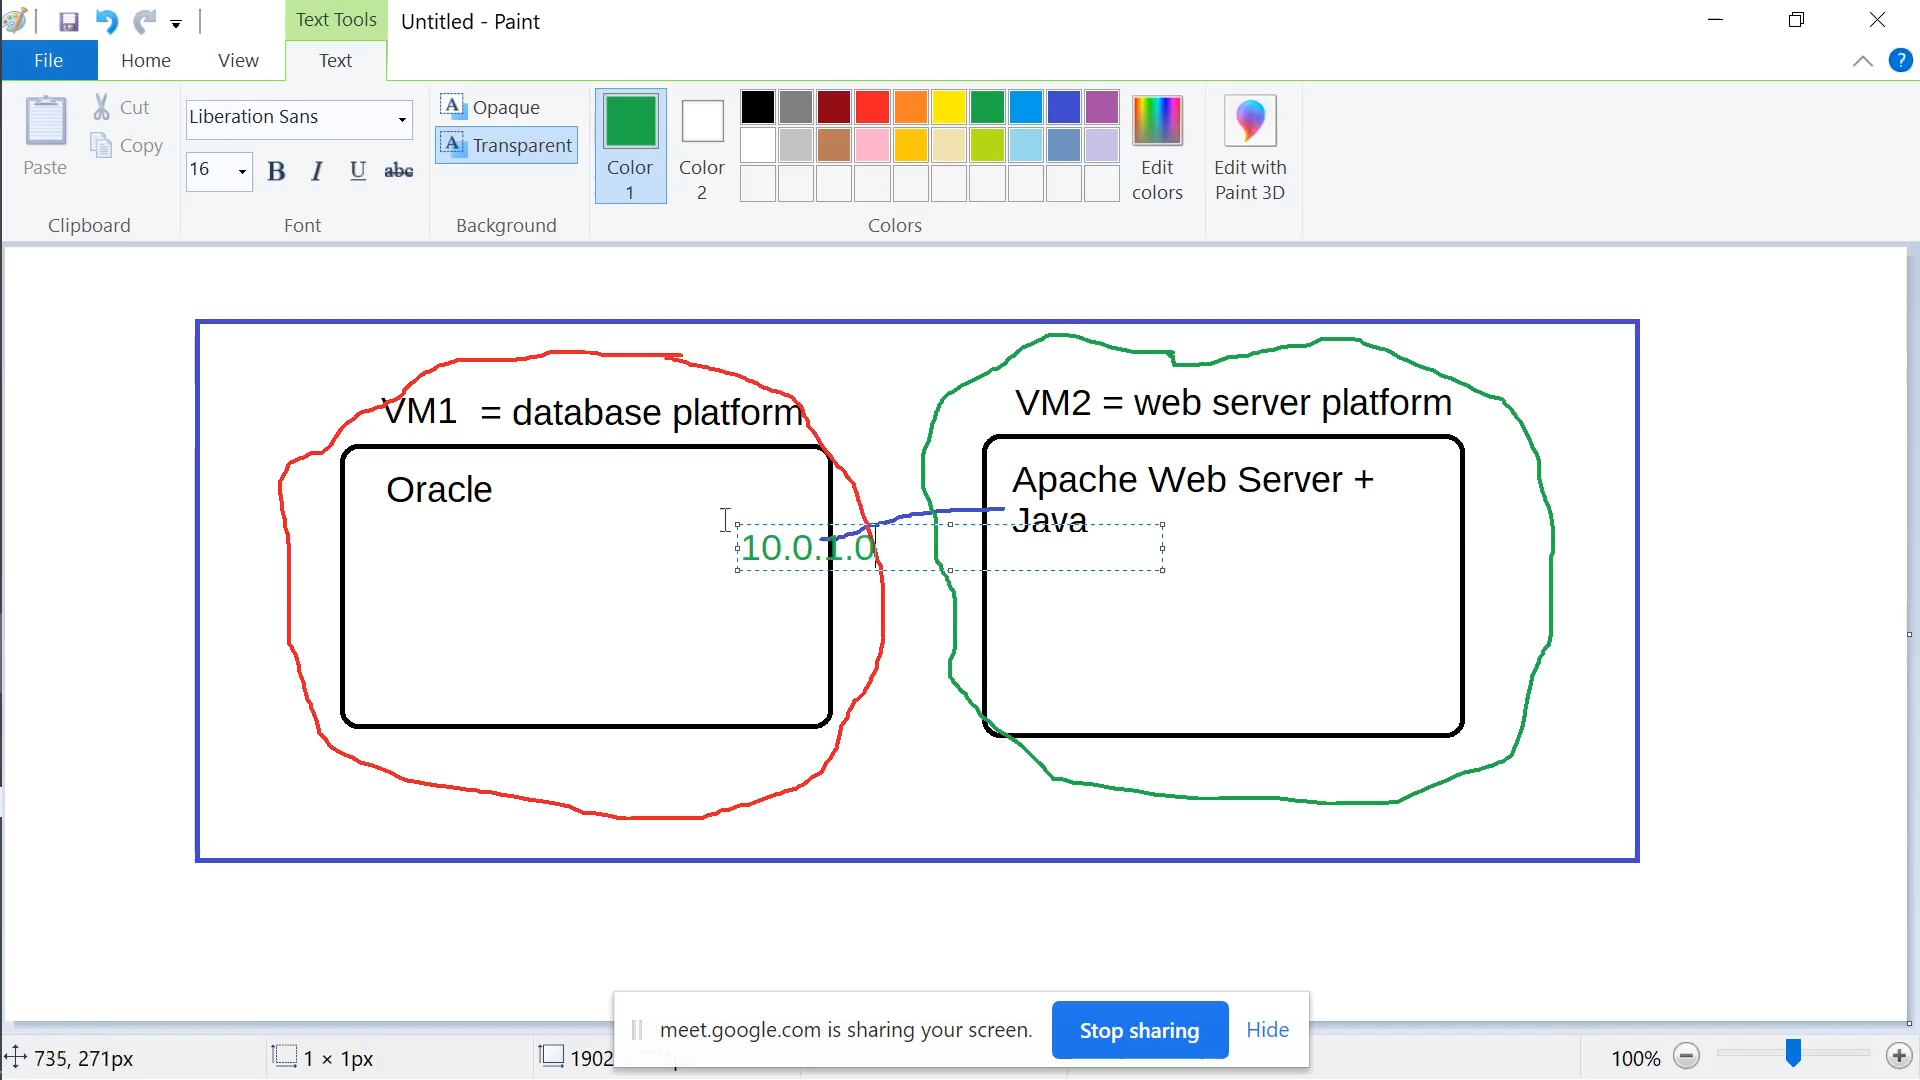 Text Tools
Untitled - Paint
File
Home
View
Text
Paste
Cut
Copy
Clipboard
Liberation Sans
16
B I U abc
Font
A Opaque
A Transparent
Background
Color
1
Color
2
Colors
Edit
colors
Edit with
Paint 3D
?
VM1 = database platform
VM2 = web server platform
Oracle
Apache Web Server +
Java
10.0.1.0
meet.google.com is sharing your screen.
Stop sharing
Hide
735, 271px
1 × 1px
1902
100%